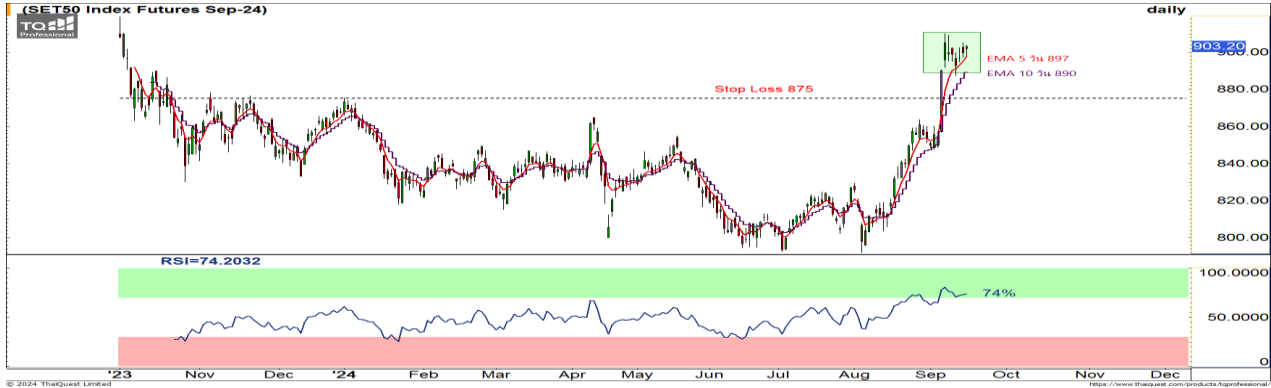 (SET50 Index Futures Sep-24)
daily
TQ
Professional
903.20
900.00
EMA 5 วัน 897
EMA 10 วัน 890
880.00
Stop Loss 875
860.00
840.00
820.00
800.00
RSI=74.2032
100.0000
74%
50.0000
0
'23 Nov Dec '24 Feb Mar Apr May Jun Jul Aug Sep Oct Nov Dec
© 2024 ThaiQuest Limited
https://www.thaiquest.com/products/tqprofessional/